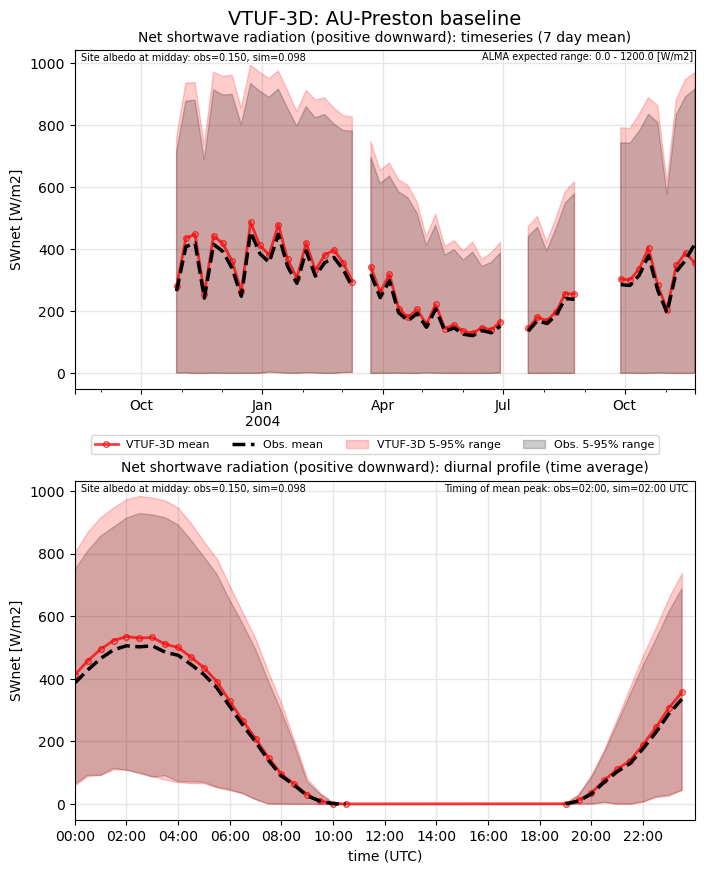 VTUF-3D: AU-Preston baseline
Net shortwave radiation (positive downward): timeseries (7 day mean)
Site albedo at midday: obs=0.150, sim=0.098
ALMA expected range: 0.0 - 1200.0 [W/m2]
SWnet [W/m2]
1000
800
600
400
200
0
Oct
Jan
2004
Apr
Jul
Oct
VTUF-3D mean
Obs. mean
VTUF-3D 5-95% range
Obs. 5-95% range
Net shortwave radiation (positive downward): diurnal profile (time average)
Site albedo at midday: obs=0.150, sim=0.098
Timing of mean peak: obs=02:00, sim=02:00 UTC
SWnet [W/m2]
1000
800
600
400
200
0
00:00 02:00 04:00 06:00 08:00 10:00 12:00 14:00 16:00 18:00 20:00 22:00
time (UTC)